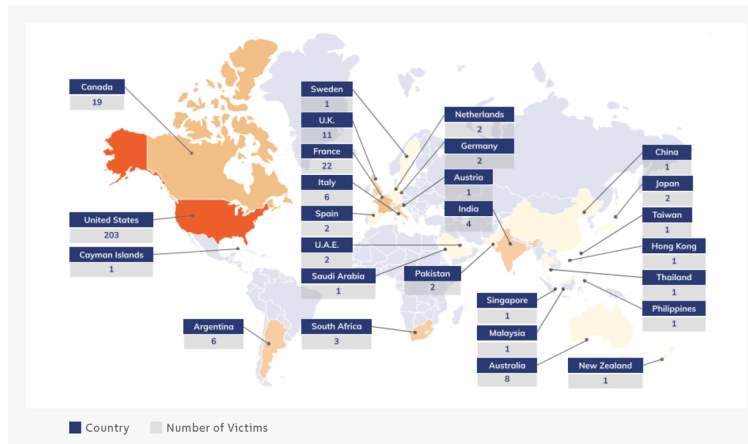 Canada
19
United States
203
Cayman Islands
1
Argentina
6
Sweden
1
U.K.
11
France
22
Italy
6
Spain
2
U.A.E.
2
Saudi Arabia
1
South Africa
3
Netherlands
2
Germany
2
Austria
1
India
4
Pakistan
2
Singapore
1
Malaysia
1
Australia
8
China
1
Japan
2
Taiwan
1
Hong Kong
1
Thailand
1
Philippines
1
New Zealand
1
Country
Number of Victims